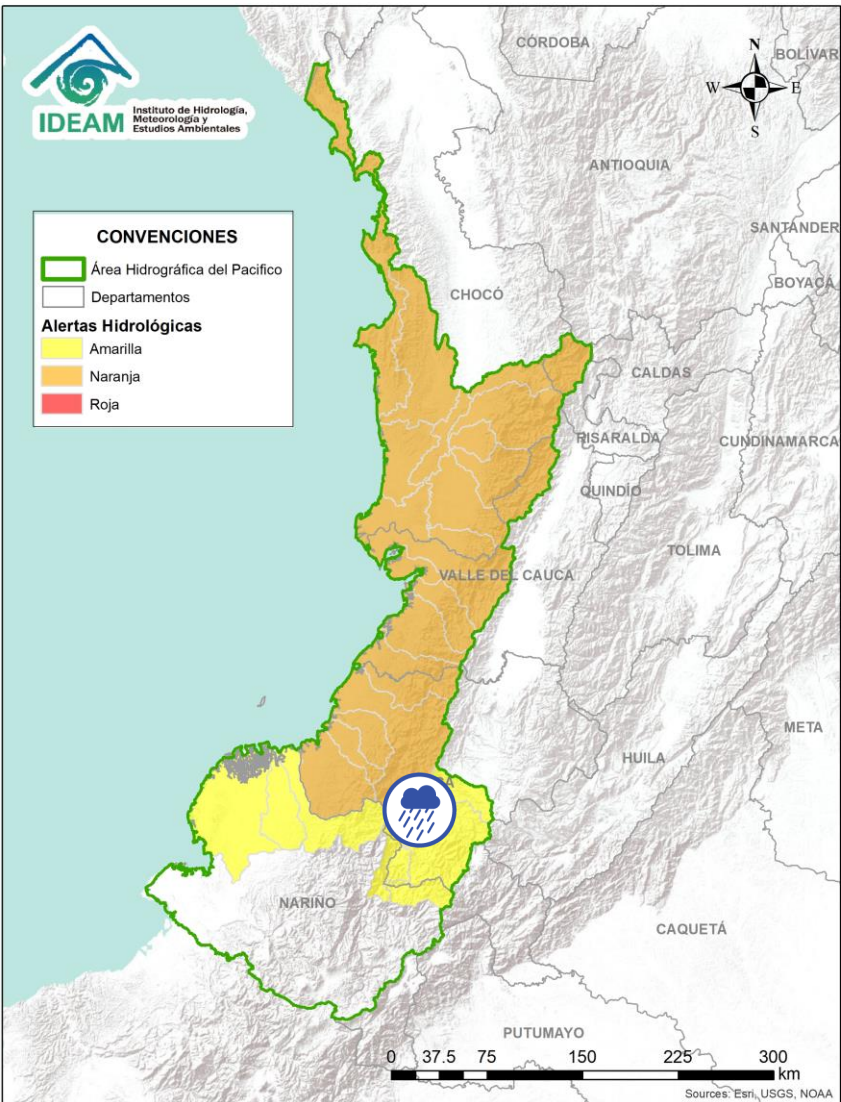 CÓRDOBA
BOLÍVAR
N
W
E
S
IDEAM
Instituto de Hidrología,
Meteorología y
Estudios Ambientales
ANTIOQUIA
SANTANDER
CONVENCIONES
Área Hidrográfica del Pacifico
Departamentos
Alertas Hidrológicas
Amarilla
Naranja
Roja
BOYACÁ
CHOCÓ
CALDAS
RISARALDA
CUNDINAMARCA
QUINDÍO
TOLIMA
VALLE DEL CAUCA
META
HUILA
NARIÑO
CAQUETÁ
PUTUMAYO
0 37.5 75 150 225 300
km
Sources: Esri, USGS, NOAA